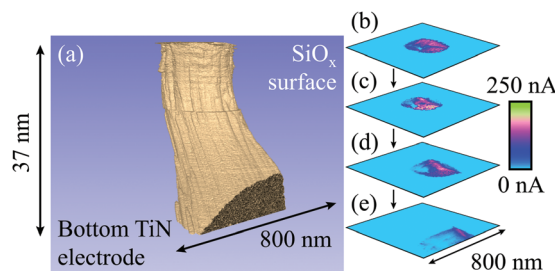 (a)
SiOₓ
surface
37 nm
Bottom TiN
electrode
800 nm
(b)
(c)
(d)
(e)
250 nA
0 nA
800 nm